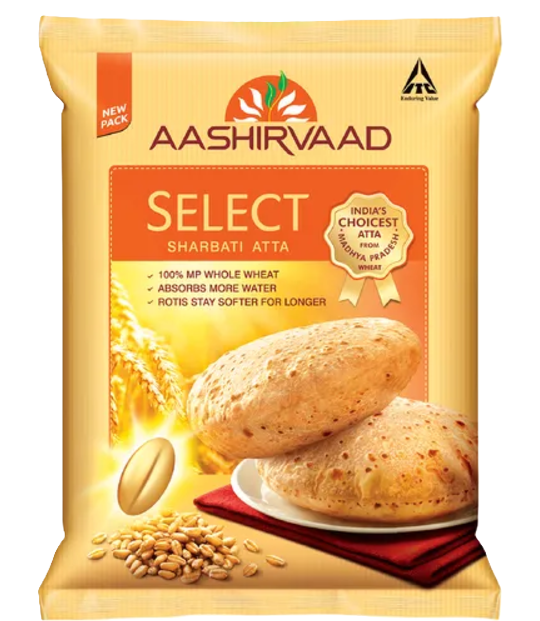 NEW
PACK
ITC
Enduring Value
AASHIRVAAD
SELECT
SHARBATI ATTA
INDIA'S
CHOICEST
ATTA
FROM
MADHYA PRADESH
WHEAT
✓ 100% MP WHOLE WHEAT
✓ ABSORBS MORE WATER
✓ ROTIS STAY SOFTER FOR LONGER